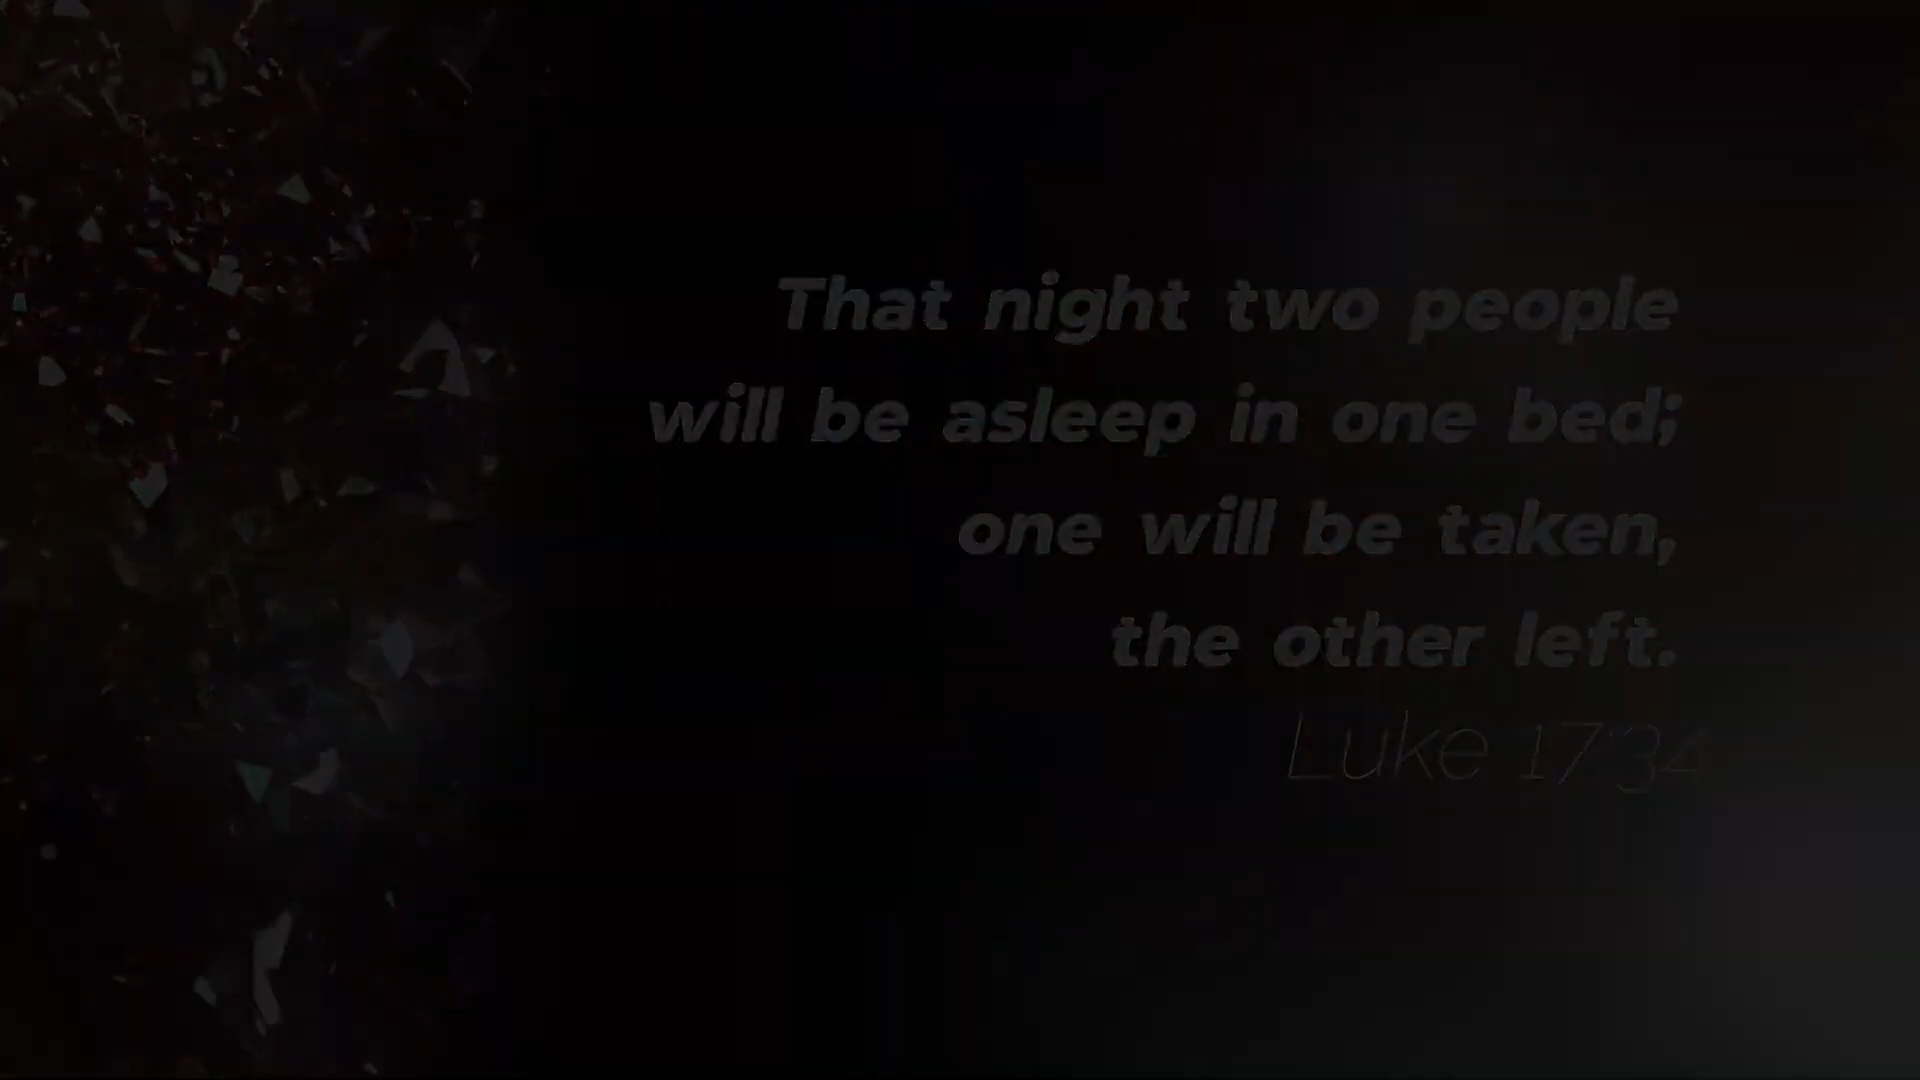 That night two people
will be asleep in one bed;
one will be taken,
the other left.
Luke 17:34